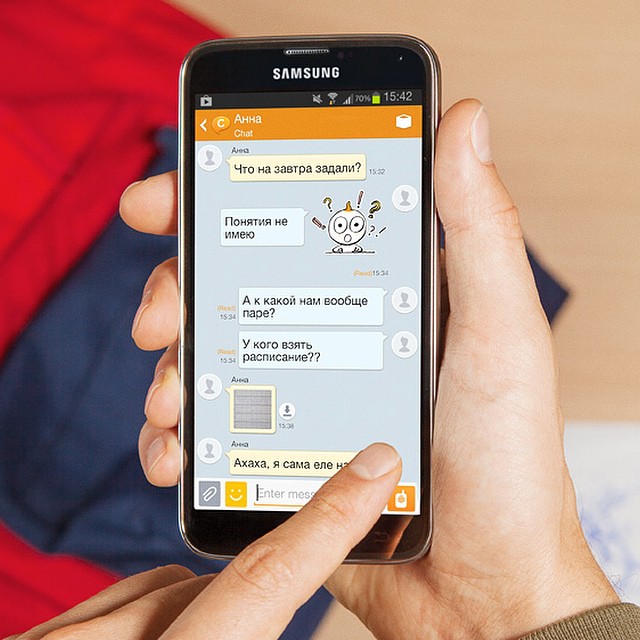 SAMSUNG
70% 15:42
C Анна
Chat
Анна
Что на завтра задали? 15:32
Понятия не
имею
(Read) 15:34
А к какой нам вообще
паре?
(Read)
15:34
У кого взять
расписание??
(Read)
15:34
Анна
15:38
Анна
Ахаха, я сама еле
Enter